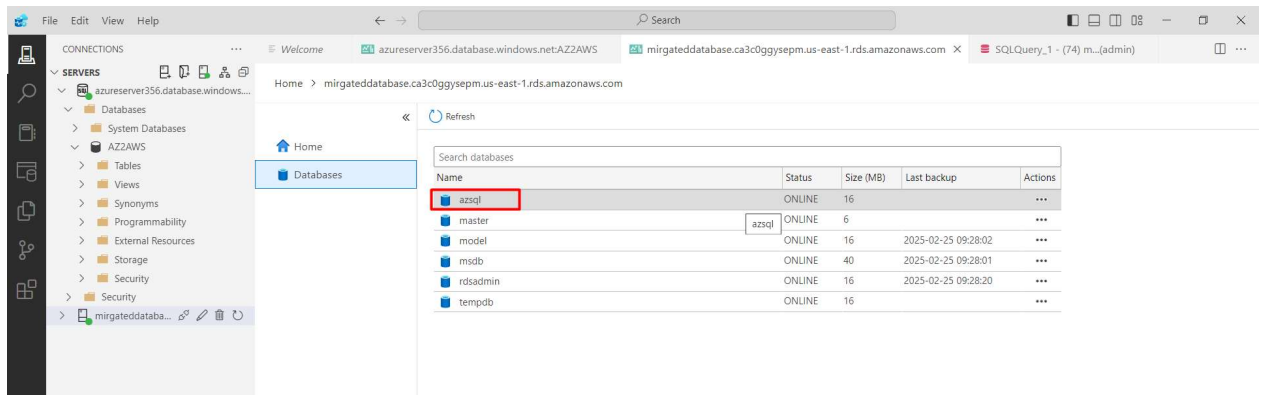 File Edit View Help
Search
CONNECTIONS
Welcome
azureserver356.database.windows.net:AZ2AWS
mirgateddatabase.ca3c0ggysepm.us-east-1.rds.amazonaws.com
SQLQuery_1 - (74) m...(admin)
SERVERS
azureserver356.database.windows....
Databases
System Databases
AZ2AWS
Tables
Views
Synonyms
Programmability
External Resources
Storage
Security
Security
mirgateddataba...
Home > mirgateddatabase.ca3c0ggysepm.us-east-1.rds.amazonaws.com
Home
Databases
Refresh
Search databases
Name Status Size (MB) Last backup Actions
azsql ONLINE 16
master ONLINE 6
azsql
model ONLINE 16 2025-02-25 09:28:02
msdb ONLINE 40 2025-02-25 09:28:01
rdsadmin ONLINE 16 2025-02-25 09:28:20
tempdb ONLINE 16